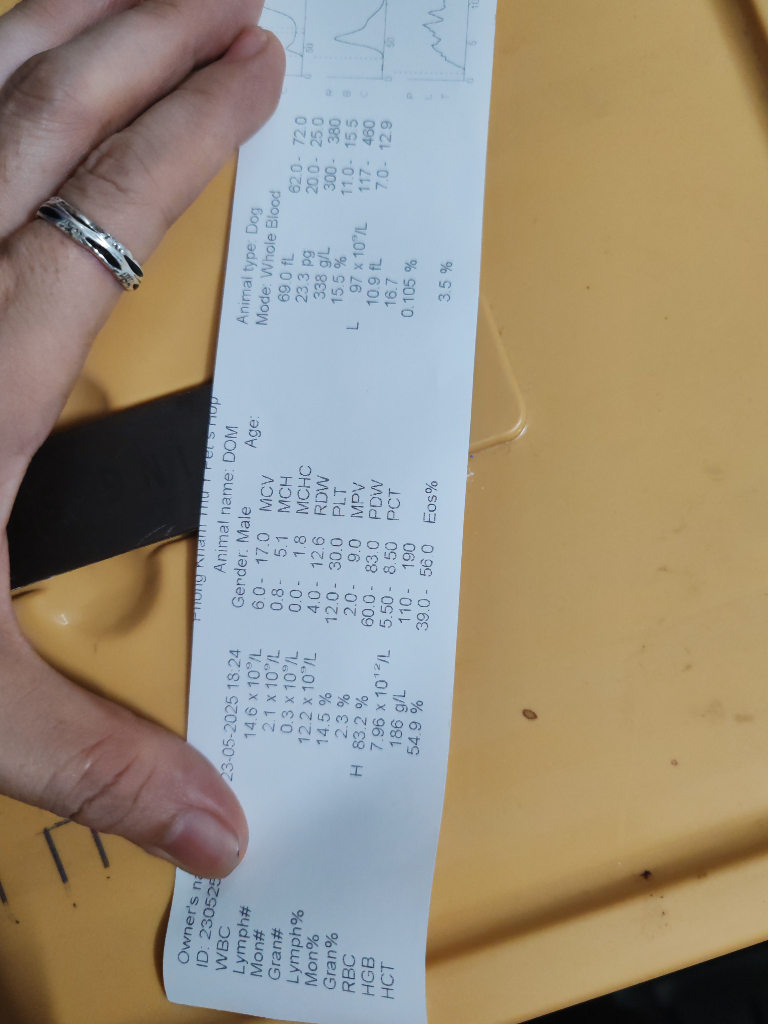 Phòng Khám Thú Y Pet's Hop
Owner's Animal name: DOM Animal type: Dog
ID: 230525 23-05-2025 18:24 Gender: Male Age: Mode: Whole Blood
WBC 14.6 x 10⁹/L 6.0 - 17.0 MCV 69.0 fL 62.0 - 72.0
Lymph# 2.1 x 10⁹/L 0.8 - 5.1 MCH 23.3 pg 20.0 - 25.0
Mon# 0.3 x 10⁹/L 0.0 - 1.8 MCHC 338 g/L 300 - 380
Gran# 12.2 x 10⁹/L 4.0 - 12.6 RDW 15.5 % 11.0 - 15.5
Lymph% 14.5 % 12.0 - 30.0 PLT L 97 x 10⁹/L 117 - 460
Mon% 2.3 % 2.0 - 9.0 MPV 10.9 fL 7.0 - 12.9
Gran% H 83.2 % 60.0 - 83.0 PDW 16.7
RBC 7.96 x 10¹²/L 5.50 - 8.50 PCT 0.105 %
HGB 186 g/L 110 - 190
HCT 54.9 % 39.0 - 56.0 Eos% 3.5 %